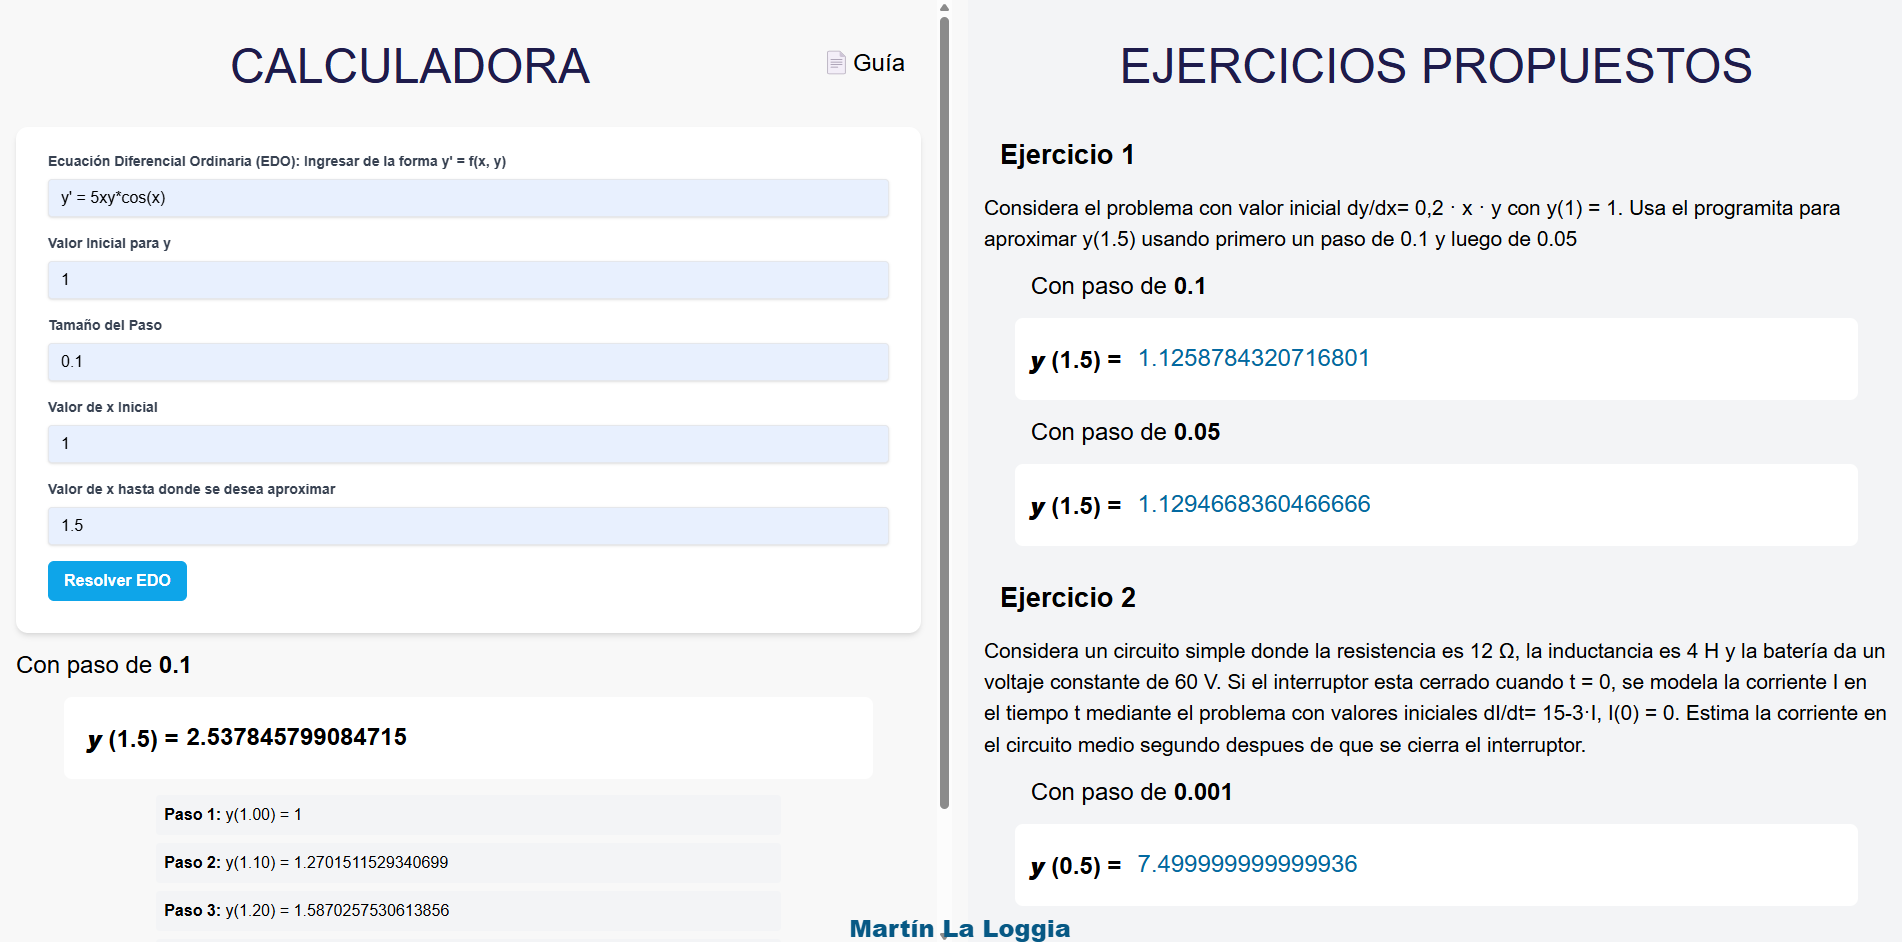 CALCULADORA
Guía
Ecuación Diferencial Ordinaria (EDO): Ingresar de la forma y' = f(x, y)
y' = 5xy*cos(x)
Valor Inicial para y
1
Tamaño del Paso
0.1
Valor de x Inicial
1
Valor de x hasta donde se desea aproximar
1.5
Resolver EDO
Con paso de 0.1
y (1.5) = 2.537845799084715
Paso 1: y(1.00) = 1
Paso 2: y(1.10) = 1.2701511529340699
Paso 3: y(1.20) = 1.5870257530613856
EJERCICIOS PROPUESTOS
Ejercicio 1
Considera el problema con valor inicial dy/dx= 0,2 · x · y con y(1) = 1. Usa el programita para
aproximar y(1.5) usando primero un paso de 0.1 y luego de 0.05
Con paso de 0.1
y (1.5) = 1.1258784320716801
Con paso de 0.05
y (1.5) = 1.1294668360466666
Ejercicio 2
Considera un circuito simple donde la resistencia es 12 Ω, la inductancia es 4 H y la batería da un
voltaje constante de 60 V. Si el interruptor esta cerrado cuando t = 0, se modela la corriente I en
el tiempo t mediante el problema con valores iniciales dI/dt= 15-3·I, I(0) = 0. Estima la corriente en
el circuito medio segundo despues de que se cierra el interruptor.
Con paso de 0.001
y (0.5) = 7.499999999999936
Martín La Loggia